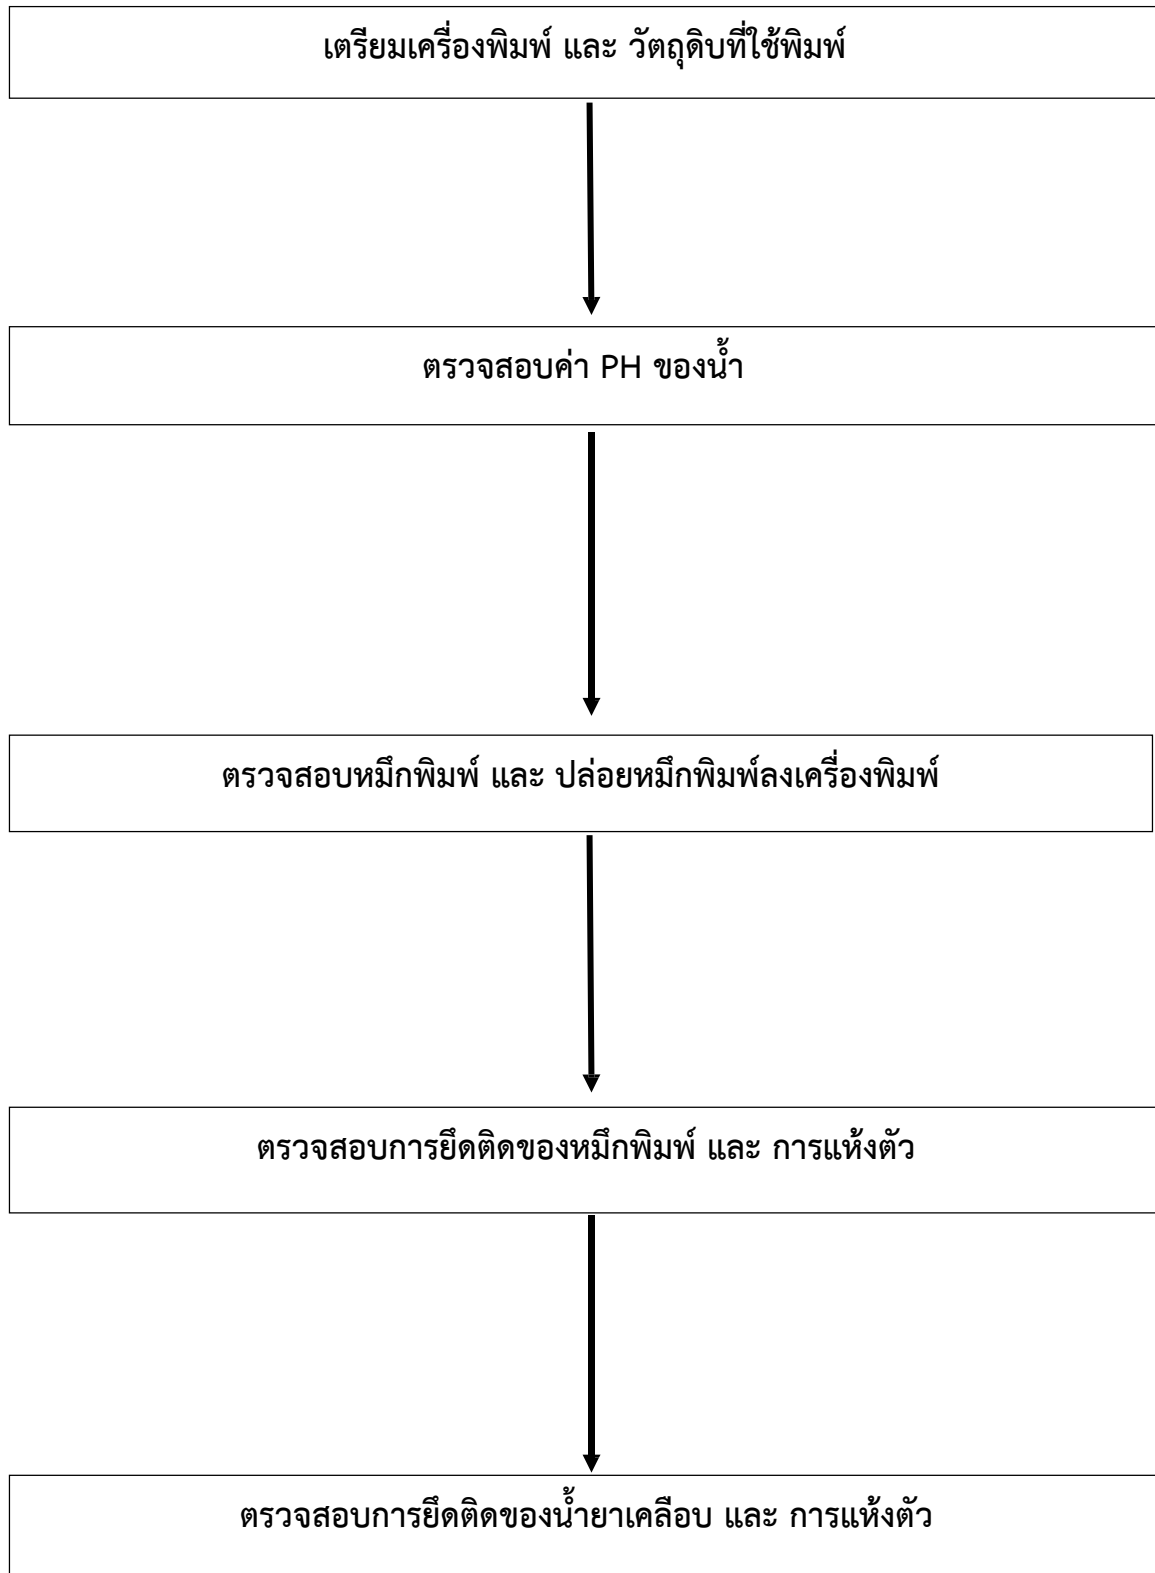 เตรียมเครื่องพิมพ์ และ วัตถุดิบที่ใช้พิมพ์
ตรวจสอบค่า PH ของน้ำ
ตรวจสอบหมึกพิมพ์ และ ปล่อยหมึกพิมพ์ลงเครื่องพิมพ์
ตรวจสอบการยึดติดของหมึกพิมพ์ และ การแห้งตัว
ตรวจสอบการยึดติดของน้ำยาเคลือบ และ การแห้งตัว